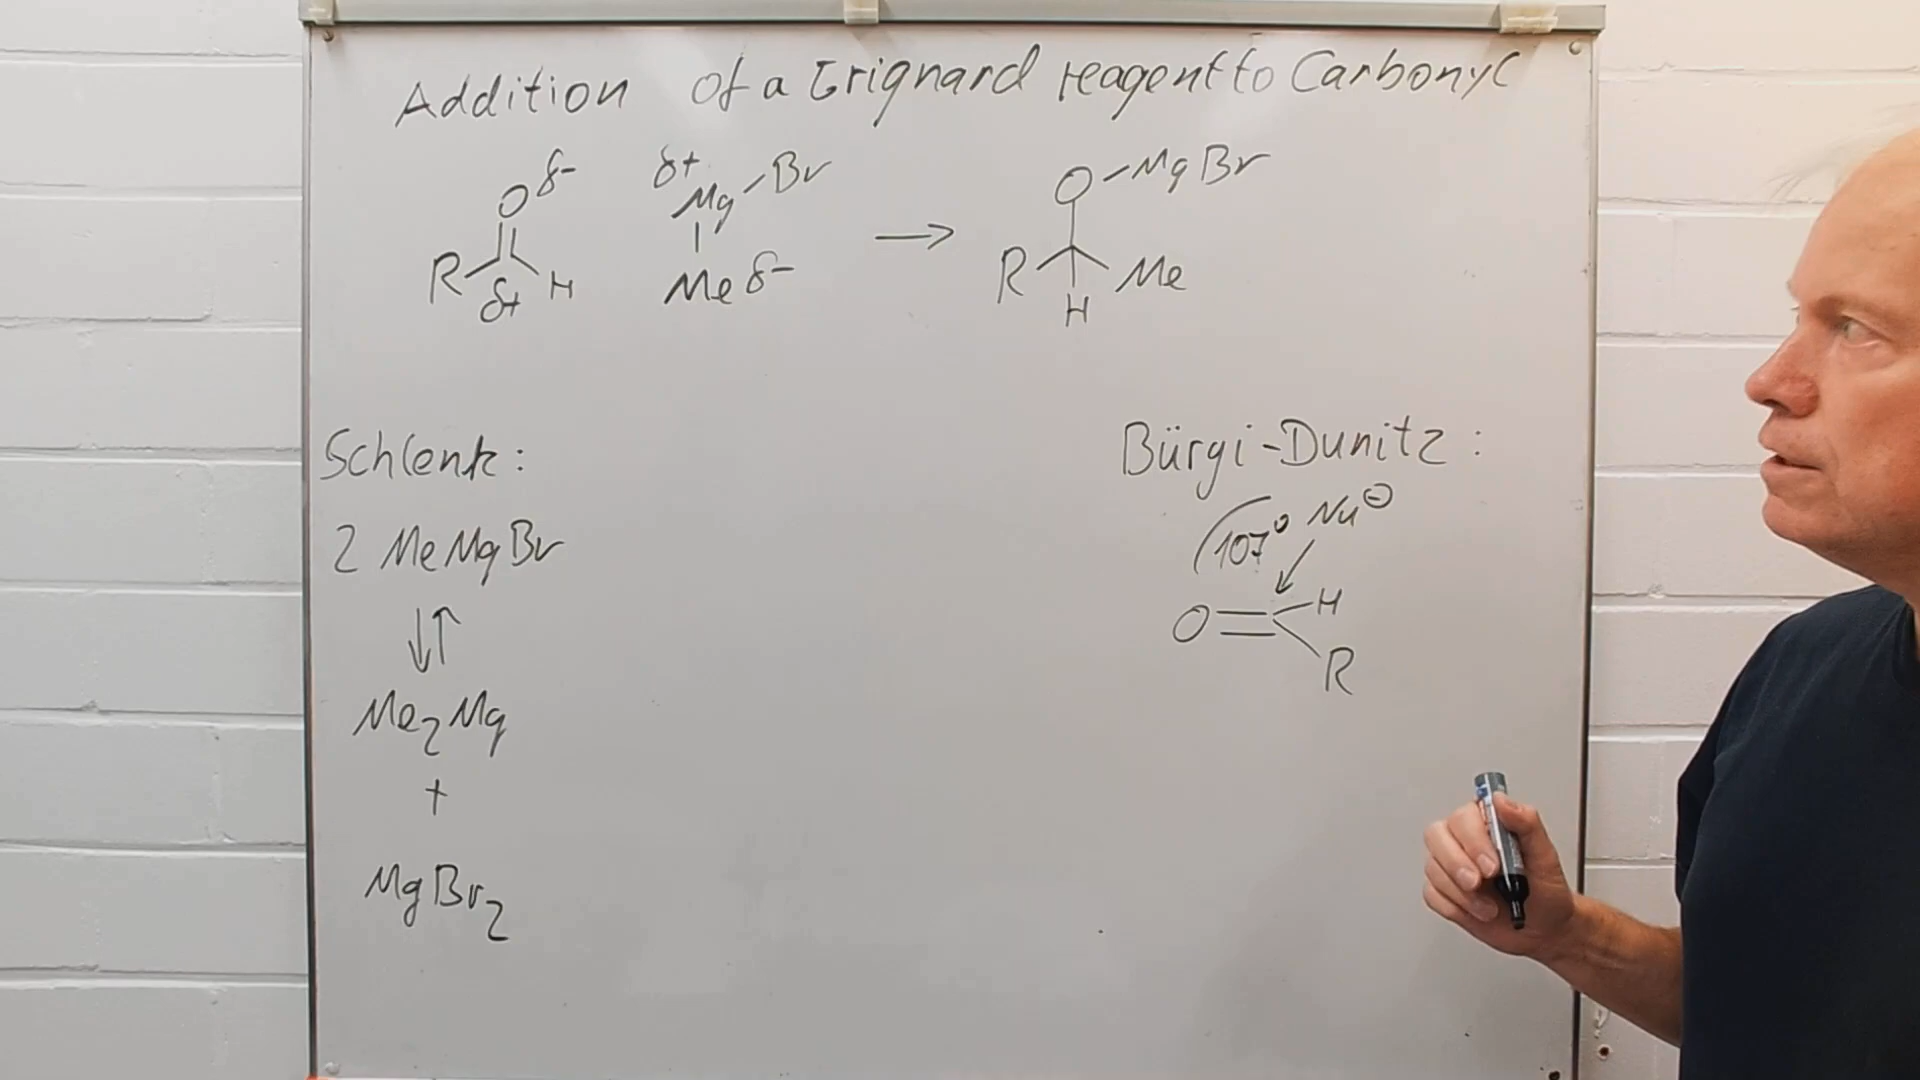 Addition of a Grignard reagent to Carbonyl
O δ- δ+ Mg Br O MgBr
R δ+ H Me δ- → R H Me
Schlenk:
2 MeMgBr
⇅
Me2Mg
+
MgBr2
Bürgi-Dunitz:
107° Nu⊖
O H
R